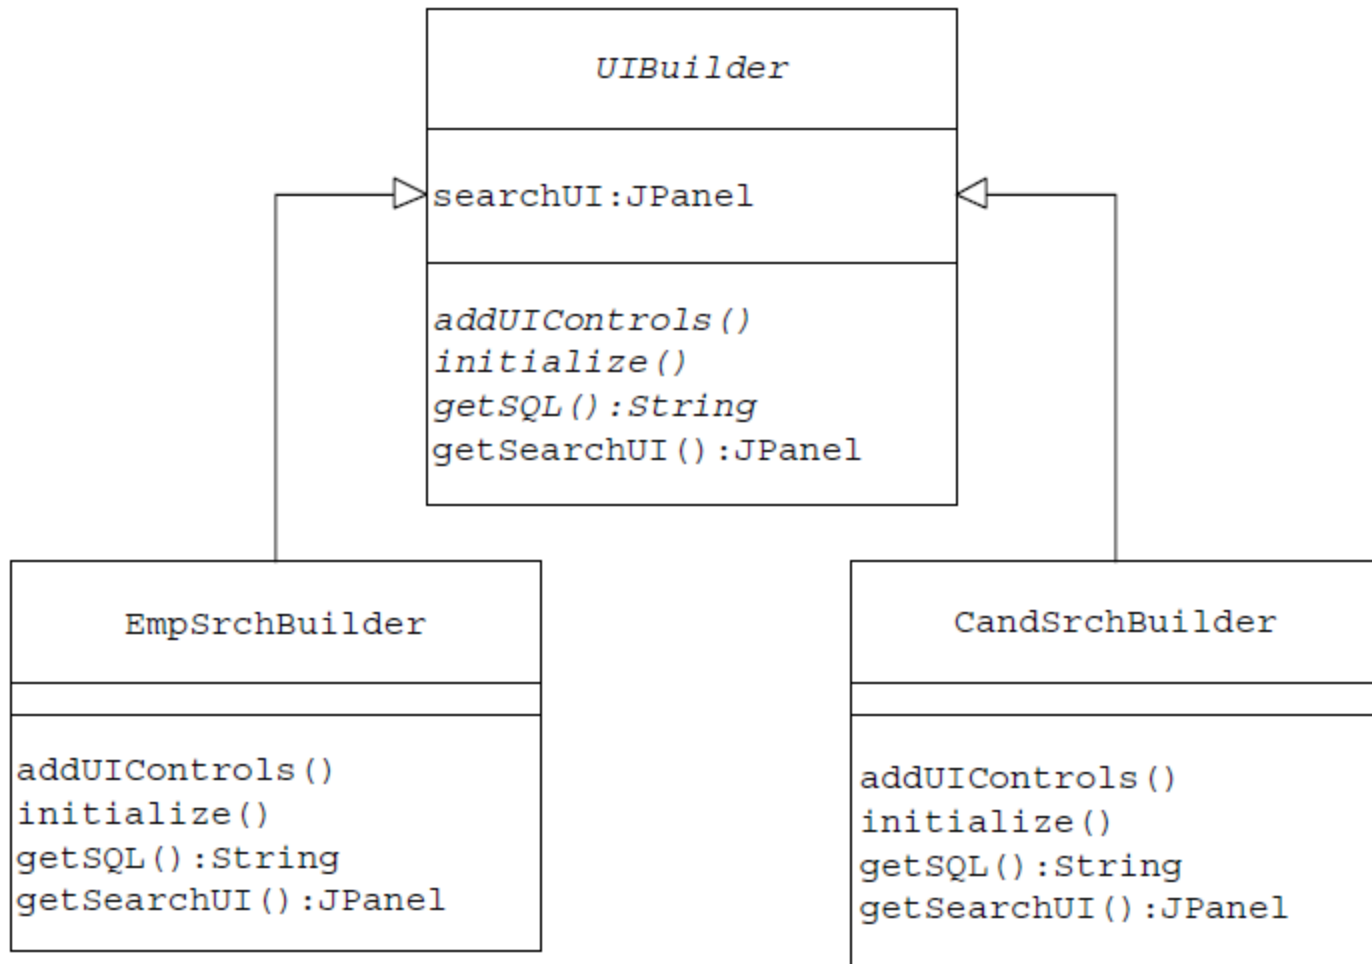 UIBuilder
searchUI:JPanel
addUIControls()
initialize()
getSQL():String
getSearchUI():JPanel
EmpSrchBuilder
addUIControls()
initialize()
getSQL():String
getSearchUI():JPanel
CandSrchBuilder
addUIControls()
initialize()
getSQL():String
getSearchUI():JPanel